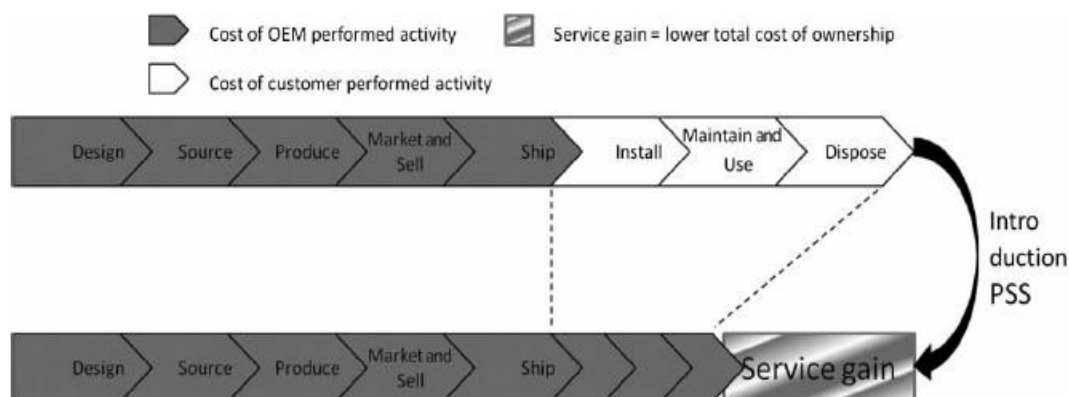 Cost of OEM performed activity
Service gain = lower total cost of ownership
Cost of customer performed activity
Design
Source
Produce
Market and
Sell
Ship
Install
Maintain and
Use
Dispose
Intro
duction
PSS
Design
Source
Produce
Market and
Sell
Ship
Service gain